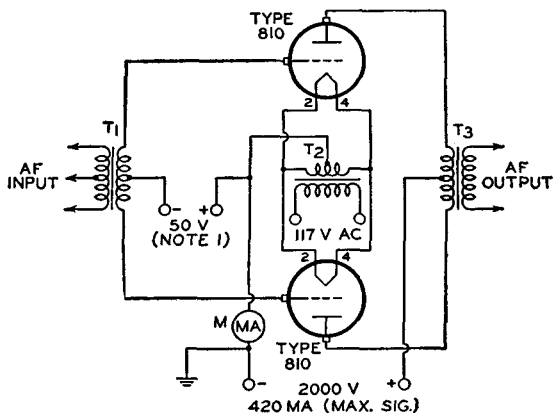 TYPE
810
2 4
T1
T2
T3
AF
INPUT
AF
OUTPUT
- +
50 V
(NOTE 1)
117 V AC
2 4
M MA
TYPE
810
-
2000 V
+
420 MA (MAX. SIG.)